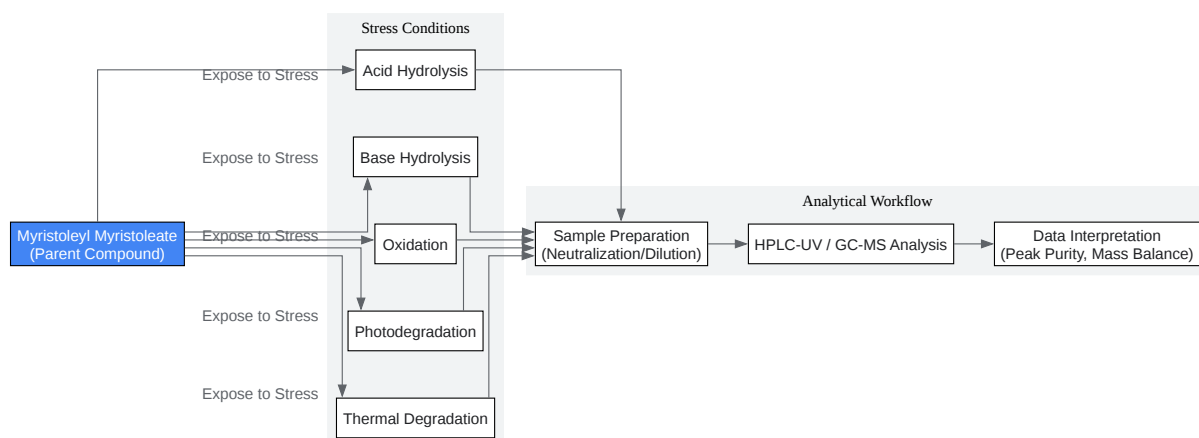 Stress Conditions
Expose to Stress
Acid Hydrolysis
Expose to Stress
Base Hydrolysis
Analytical Workflow
Myristoleyl Myristoleate
(Parent Compound)
Expose to Stress
Oxidation
Sample Preparation
(Neutralization/Dilution)
HPLC-UV / GC-MS Analysis
Data Interpretation
(Peak Purity, Mass Balance)
Expose to Stress
Photodegradation
Expose to Stress
Thermal Degradation